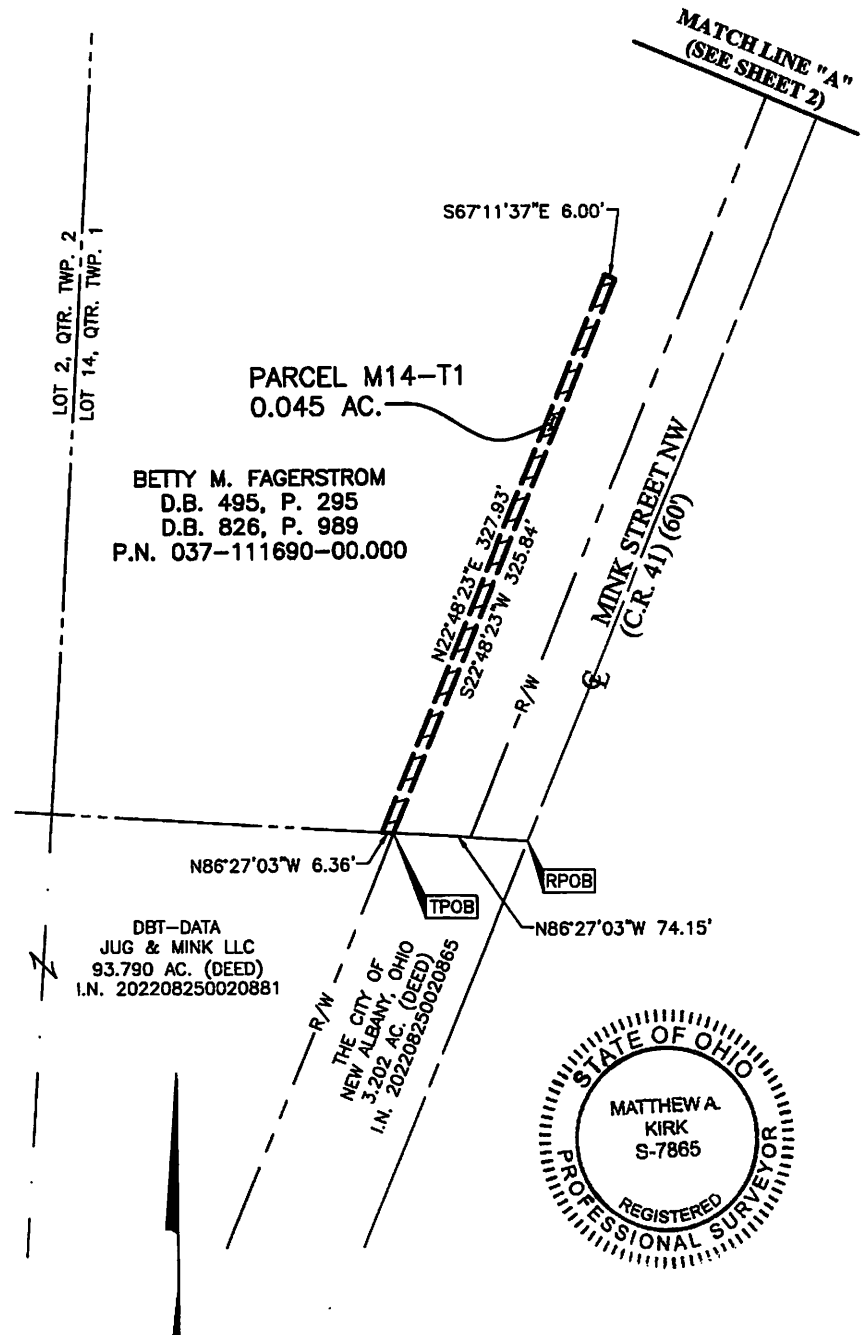 MATCH LINE "A"
(SEE SHEET 2)
S67°11'37"E 6.00'
LOT 2, QTR. TWP. 2
LOT 14, QTR. TWP. 1
PARCEL M14-T1
0.045 AC.
BETTY M. FAGERSTROM
D.B. 495, P. 295
D.B. 826, P. 989
P.N. 037-111690-00.000
N22°48'23"E 327.93'
S22°48'23"W 325.84'
MINK STREET NW
(C.R. 41) (60')
R/W
CL
N86°27'03"W 6.36'
TPOB
RPOB
N86°27'03"W 74.15'
DBT-DATA
JUG & MINK LLC
93.790 AC. (DEED)
I.N. 202208250020881
Z
R/W
THE CITY OF
NEW ALBANY, OHIO
3.202 AC. (DEED)
I.N. 202208250020865
STATE OF OHIO
MATTHEW A.
KIRK
S-7865
REGISTERED
PROFESSIONAL SURVEYOR